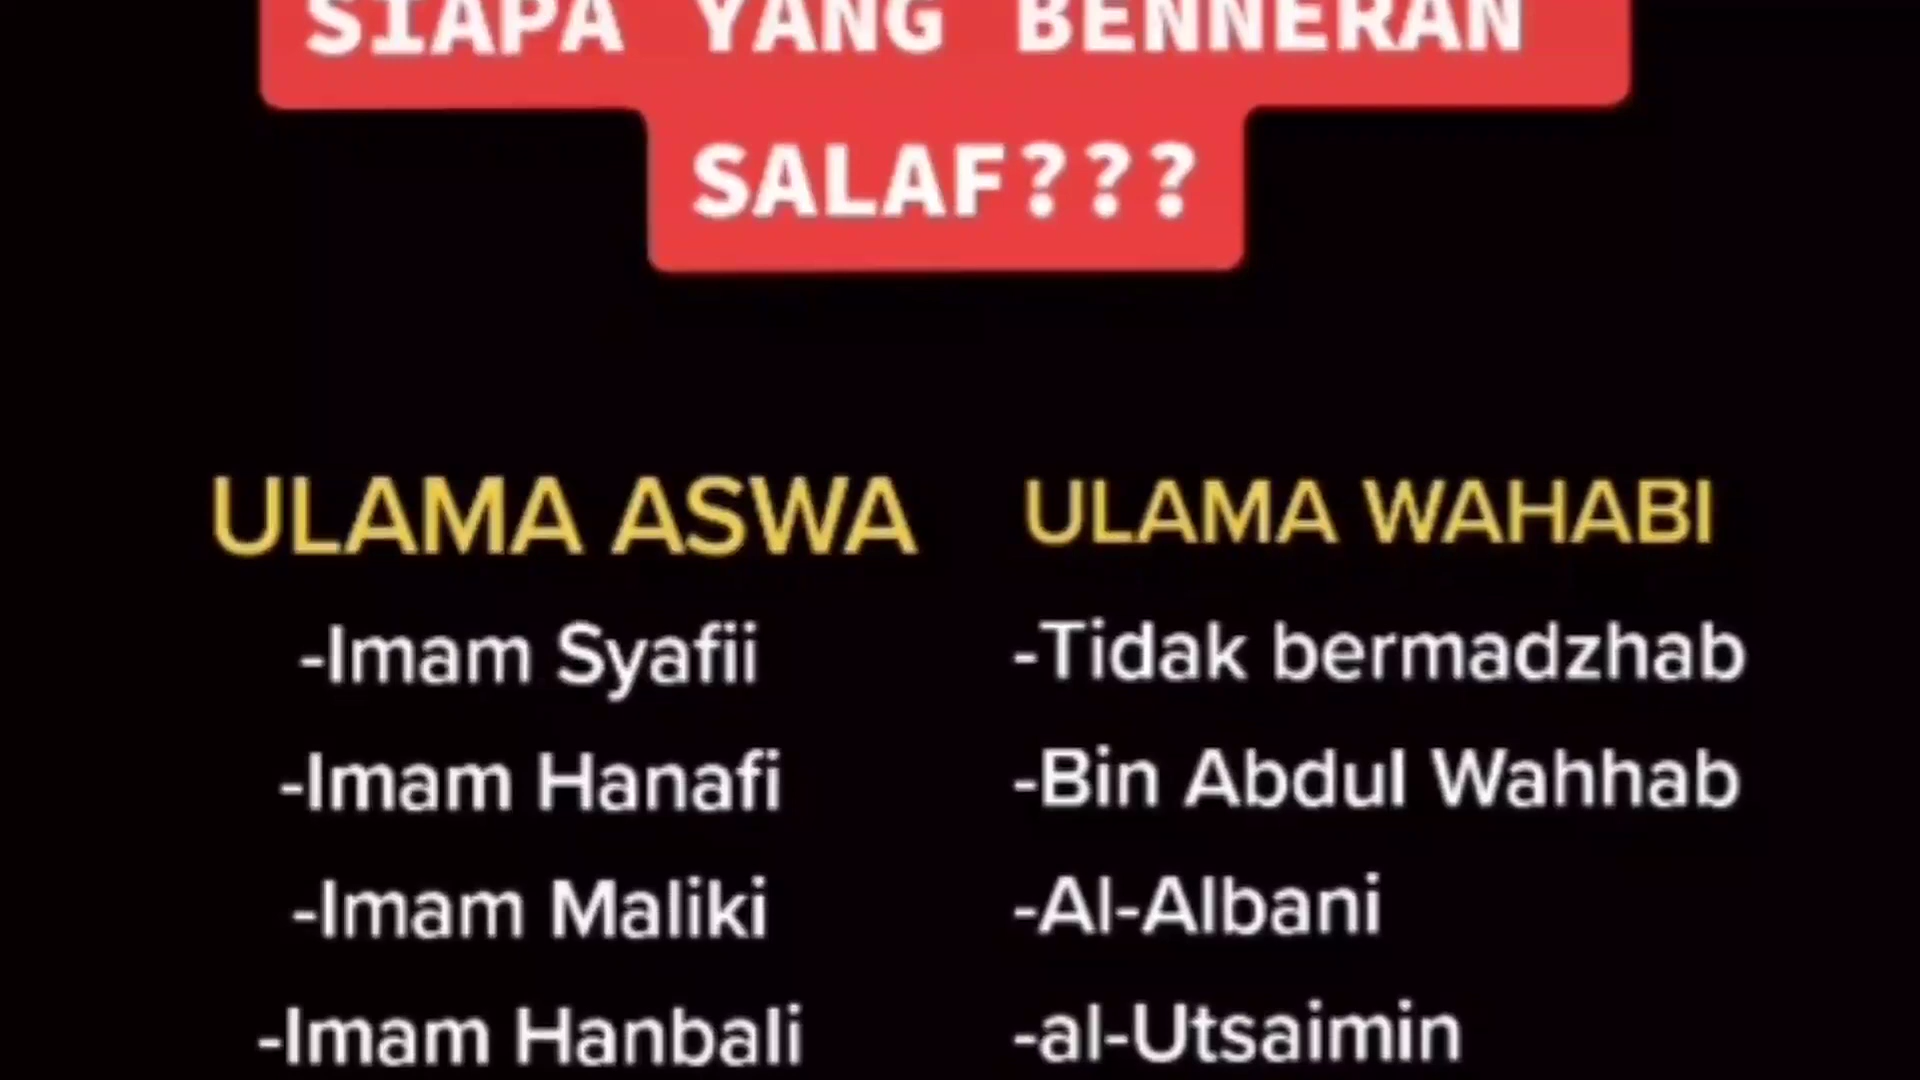 SIAPA YANG BENNERAN
SALAF???
ULAMA ASWA
-Imam Syafii
-Imam Hanafi
-Imam Maliki
-Imam Hanbali
ULAMA WAHABI
-Tidak bermadzhab
-Bin Abdul Wahhab
-Al-Albani
-al-Utsaimin